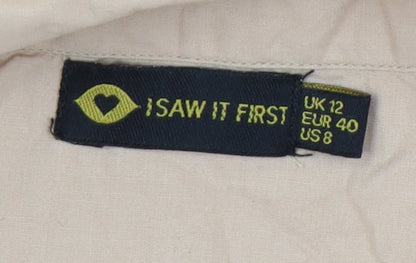 I SAW IT FIRST
UK 12
EUR 40
US 8